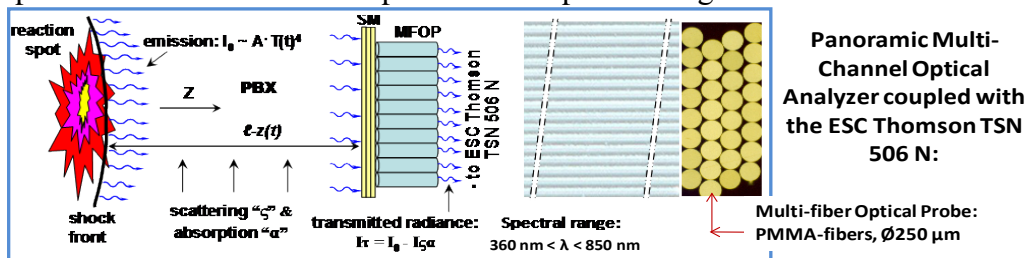 reaction
spot
emission: I₀ ~ A· T(t)⁴
Z
PBX
ℓ-z(t)
shock
front
scattering "ς" &
absorption "α"
SM
MFOP
transmitted radiance:
Iτ = I₀ - Iςα
- to ESC Thomson
TSN 506 N
Spectral range:
360 nm < λ < 850 nm
Panoramic Multi-
Channel Optical
Analyzer coupled with
the ESC Thomson TSN
506 N:
Multi-fiber Optical Probe:
PMMA-fibers, Ø250 µm